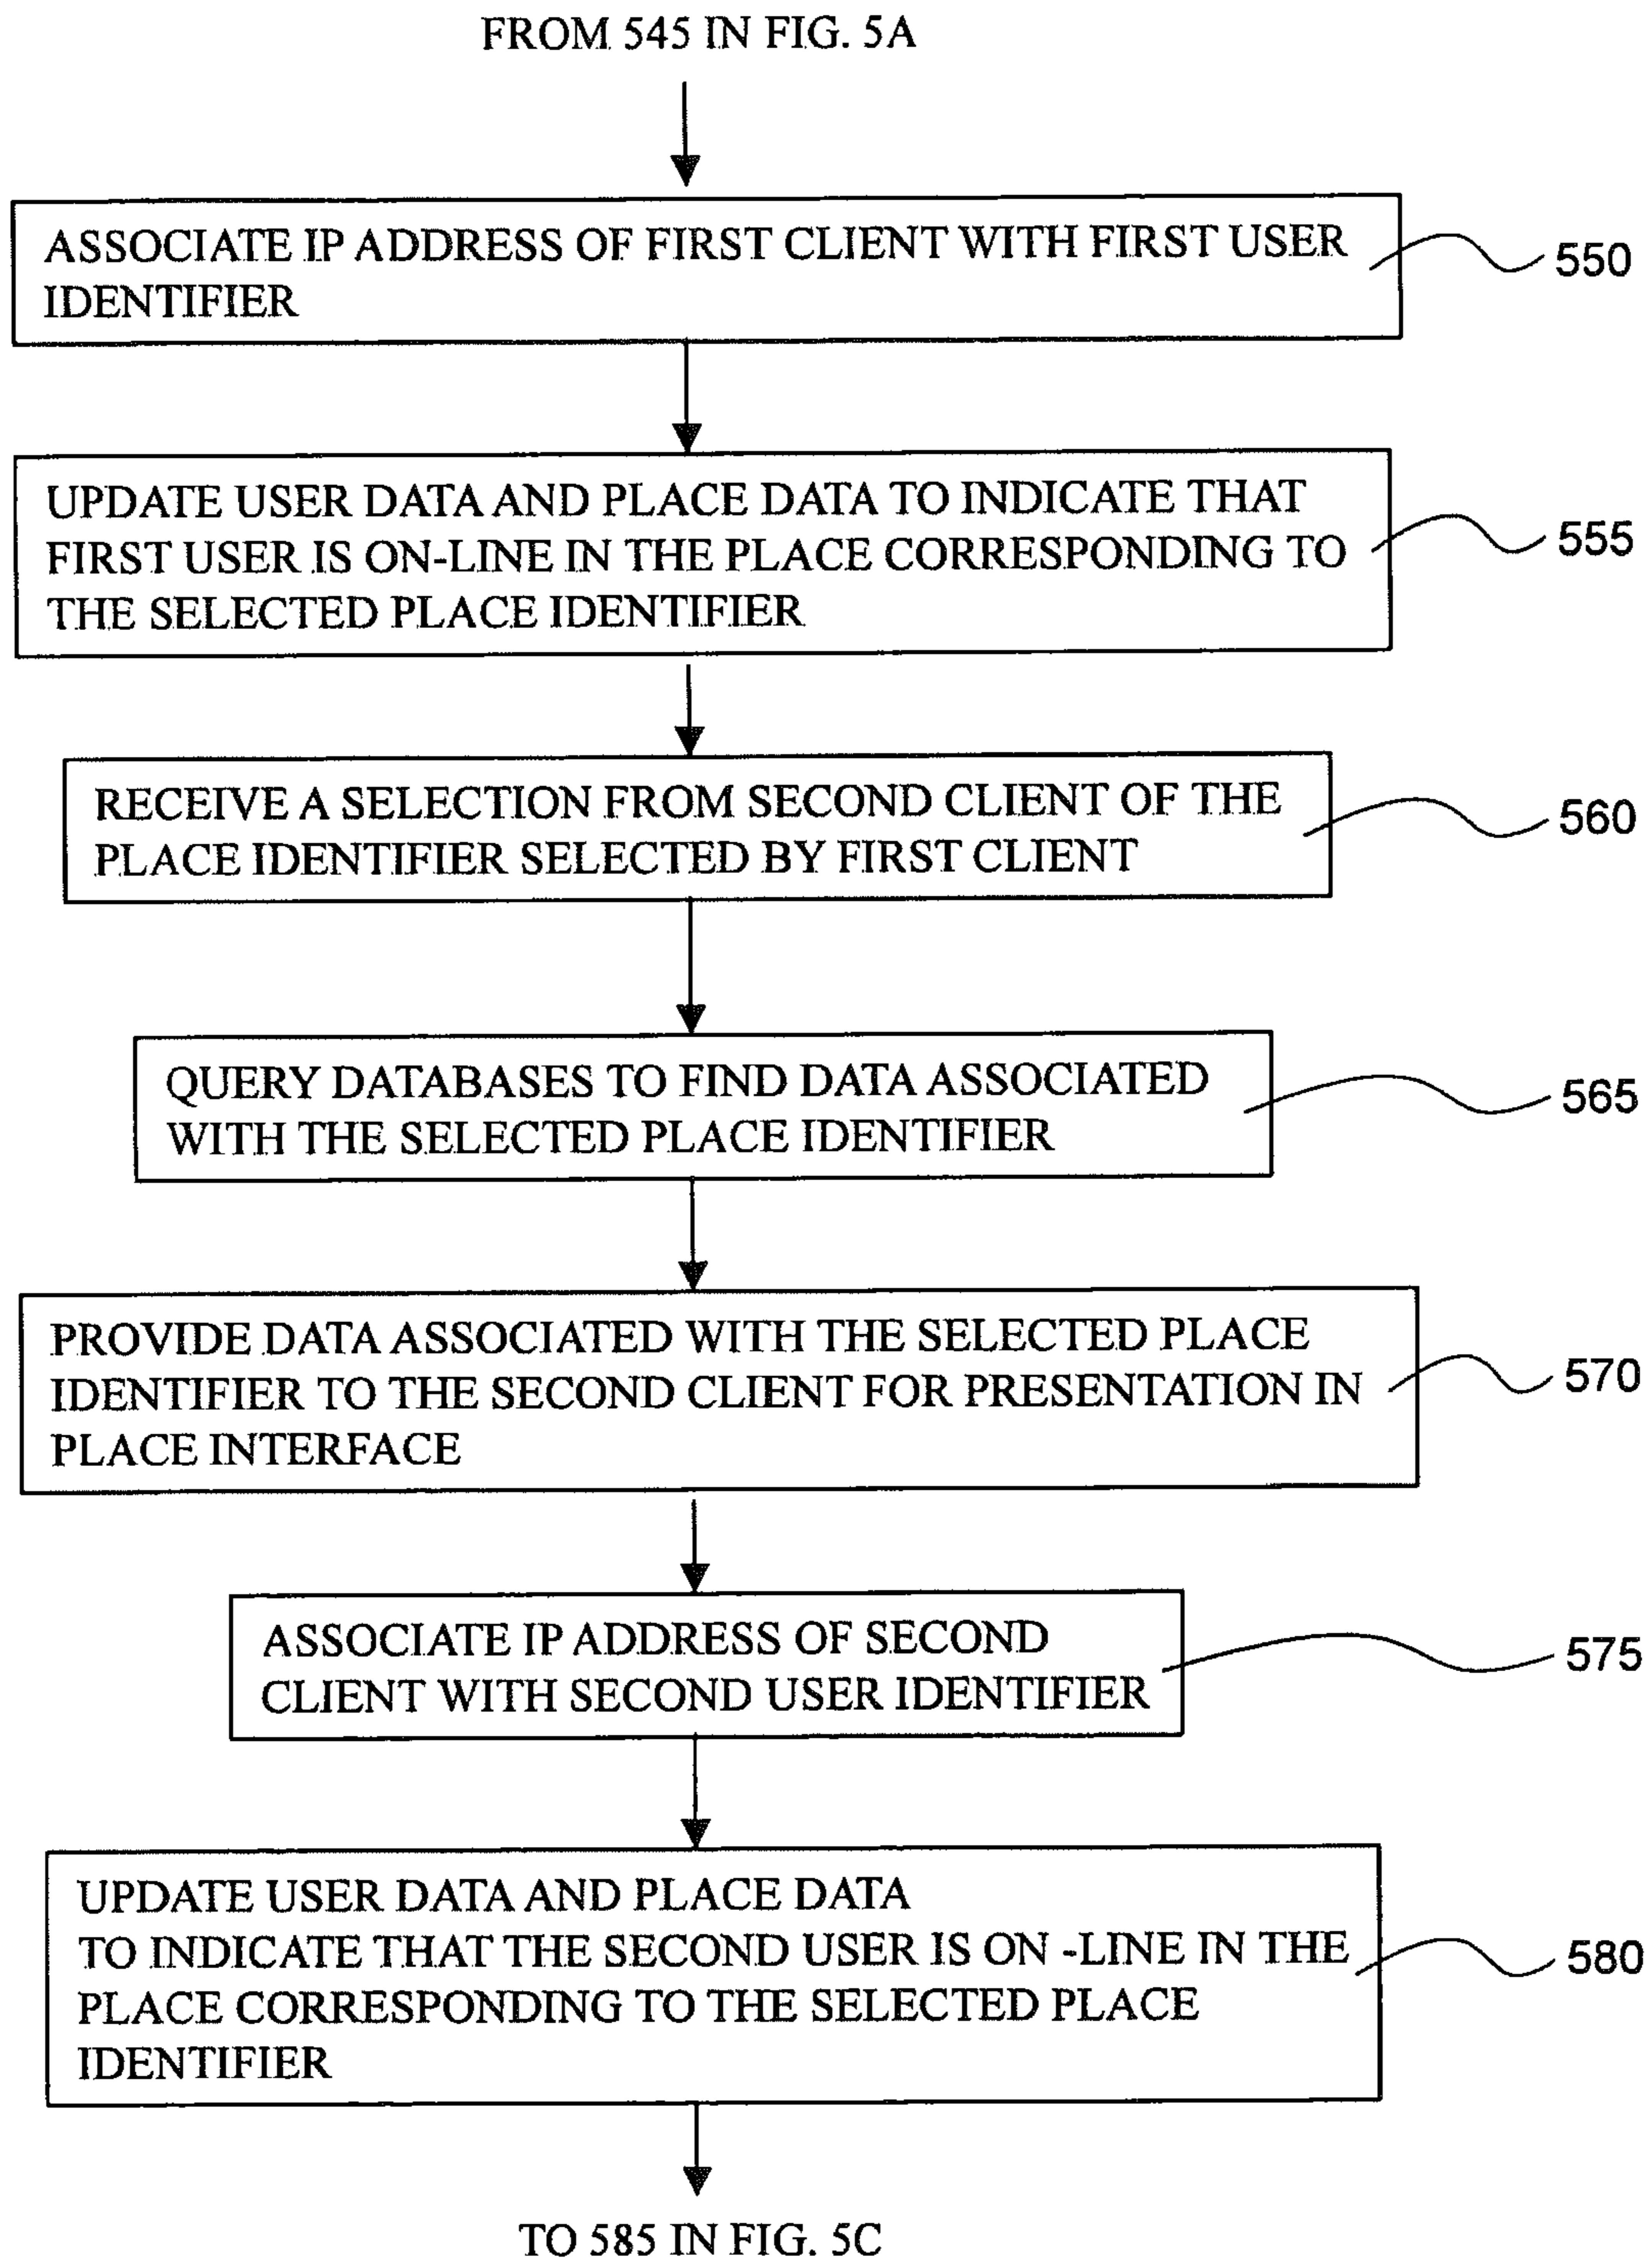 FROM 545 IN FIG. 5A
ASSOCIATE IP ADDRESS OF FIRST CLIENT WITH FIRST USER
IDENTIFIER
550
UPDATE USER DATA AND PLACE DATA TO INDICATE THAT
FIRST USER IS ON-LINE IN THE PLACE CORRESPONDING TO
THE SELECTED PLACE IDENTIFIER
555
RECEIVE A SELECTION FROM SECOND CLIENT OF THE
PLACE IDENTIFIER SELECTED BY FIRST CLIENT
560
QUERY DATABASES TO FIND DATA ASSOCIATED
WITH THE SELECTED PLACE IDENTIFIER
565
PROVIDE DATA ASSOCIATED WITH THE SELECTED PLACE
IDENTIFIER TO THE SECOND CLIENT FOR PRESENTATION IN
PLACE INTERFACE
570
ASSOCIATE IP ADDRESS OF SECOND
CLIENT WITH SECOND USER IDENTIFIER
575
UPDATE USER DATA AND PLACE DATA
TO INDICATE THAT THE SECOND USER IS ON -LINE IN THE
PLACE CORRESPONDING TO THE SELECTED PLACE
IDENTIFIER
580
TO 585 IN FIG. 5C